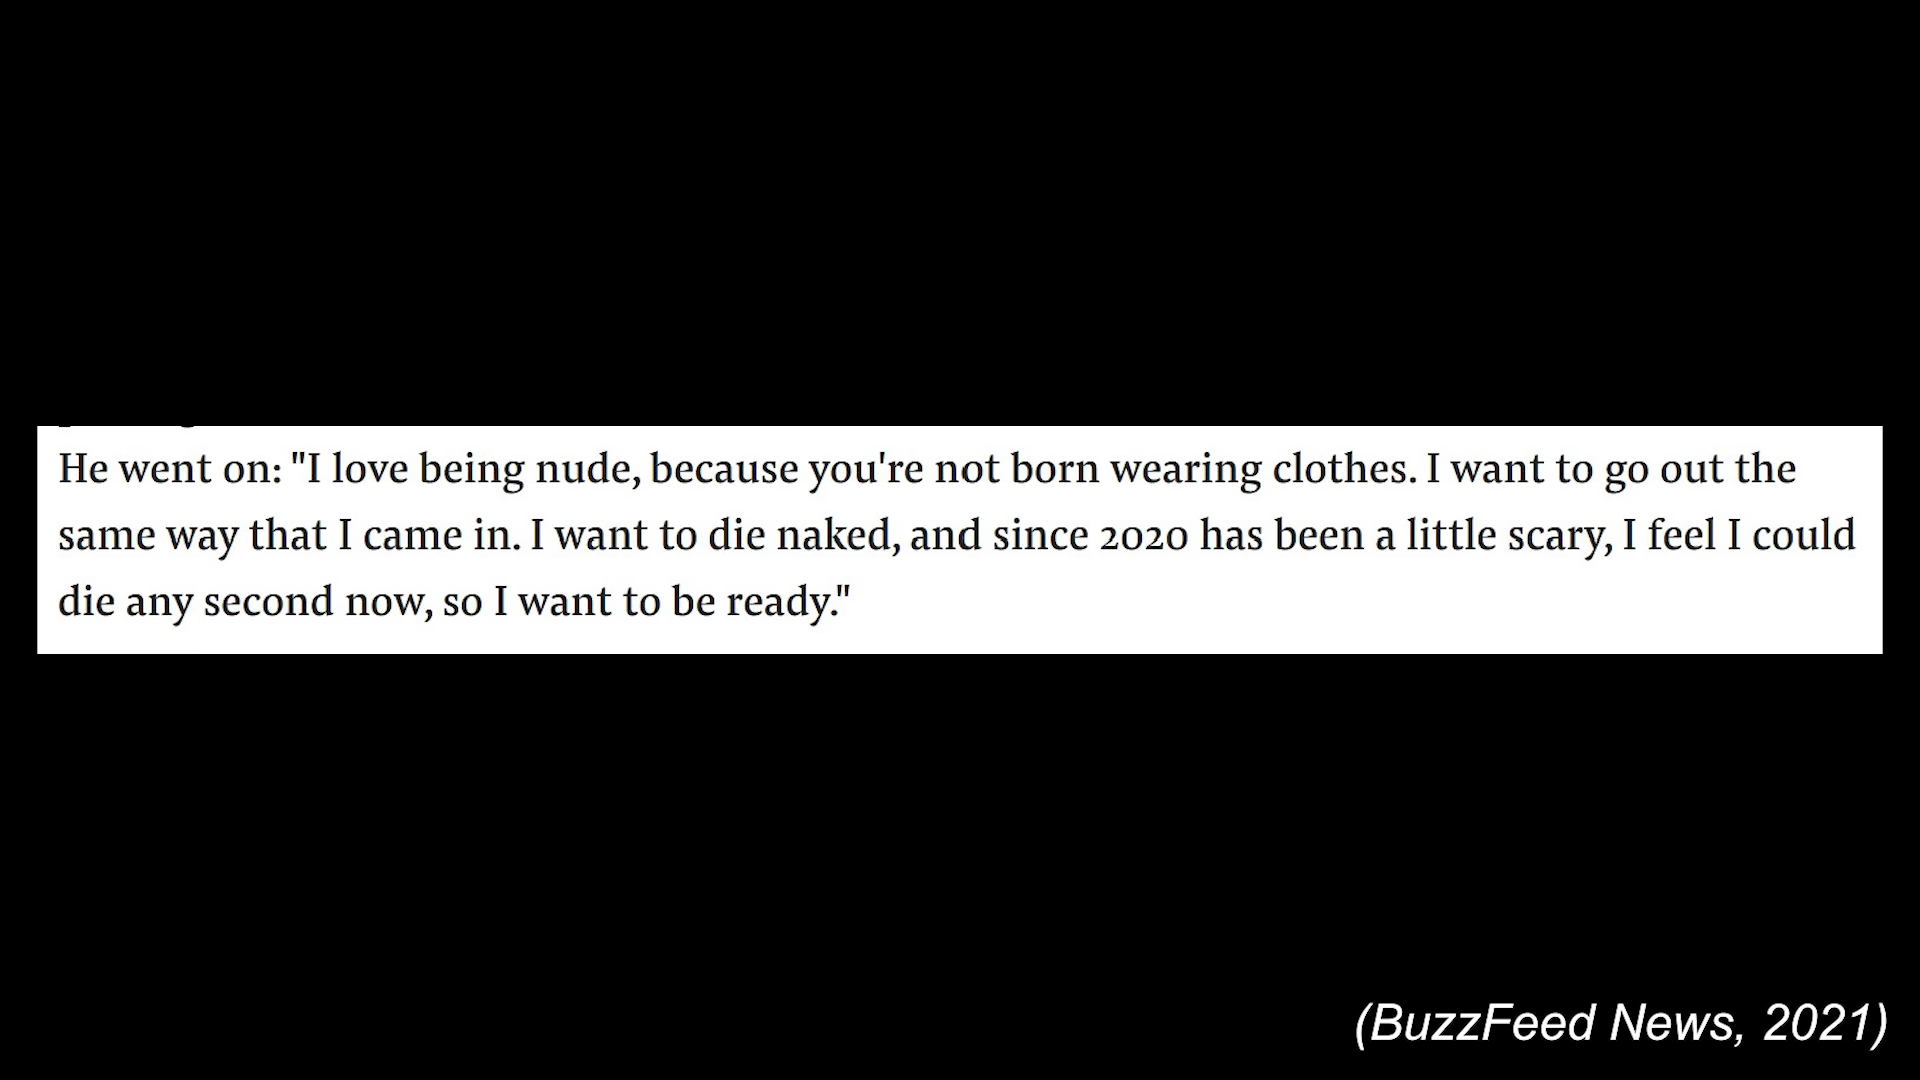 He went on: "I love being nude, because you're not born wearing clothes. I want to go out the
same way that I came in. I want to die naked, and since 2020 has been a little scary, I feel I could
die any second now, so I want to be ready."
(BuzzFeed News, 2021)